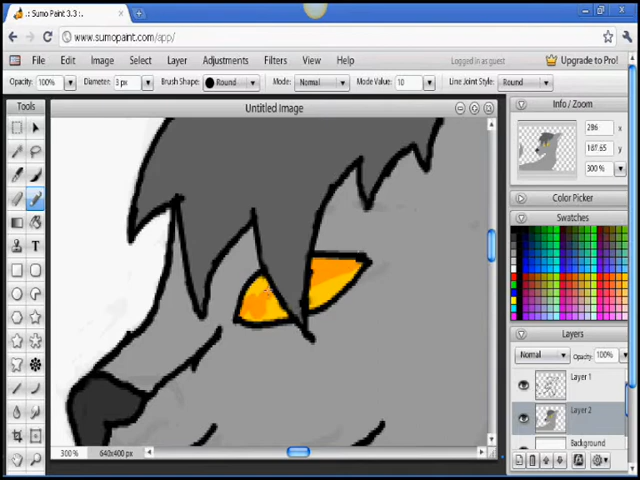 .: Sumo Paint 3.3 :.
www.sumopaint.com/app/
File Edit Image Select Layer Adjustments Filters View Help Logged in as guest Upgrade to Pro!
Opacity: 100% Diameter: 3 px Brush Shape: Round Mode: Normal Mode Value: 10 Line Joint Style: Round
Tools
Untitled Image
Info/Zoom
286 x
187.65 y
300 %
Color Picker
Swatches
Layers
Normal Opacity: 100%
Layer 1
Layer 2
Background
300 % 640x400 px